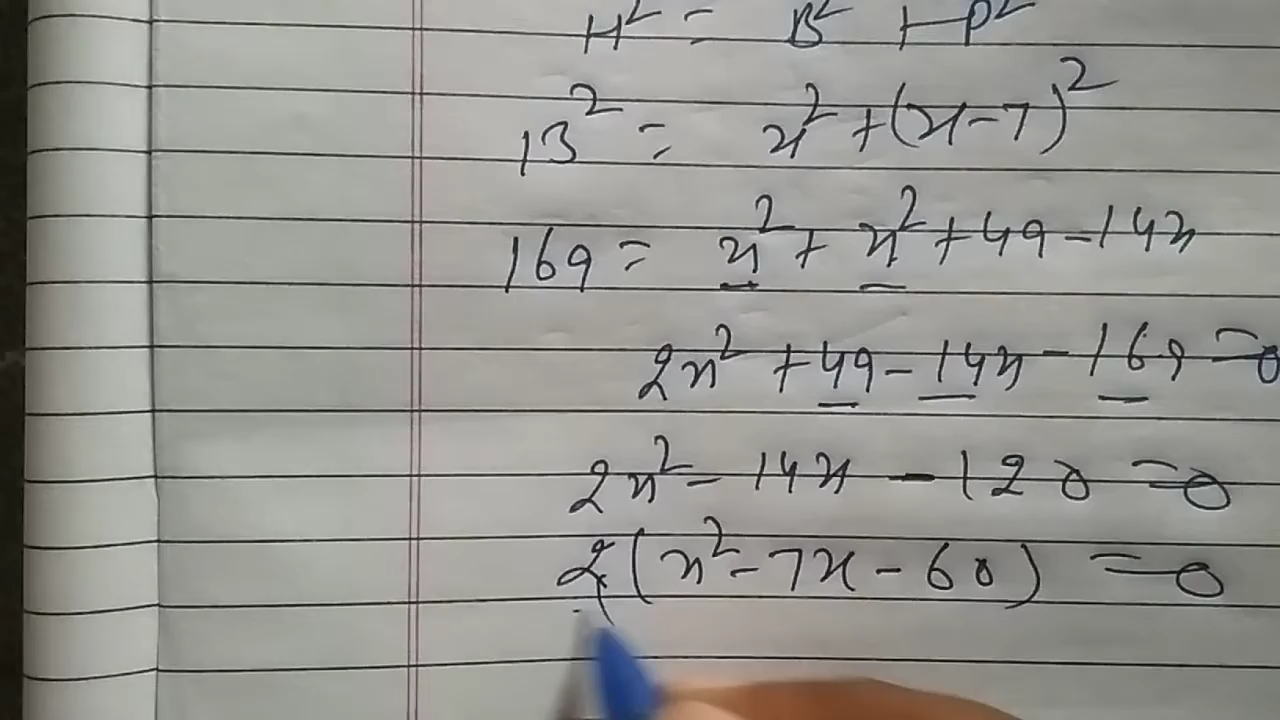 H² = B² + P²
13² = x² + (x-7)²
169 = x² + x² + 49 - 14x
2x² + 49 - 14x - 169 = 0
2x² - 14x - 120 = 0
2(x² - 7x - 60) = 0